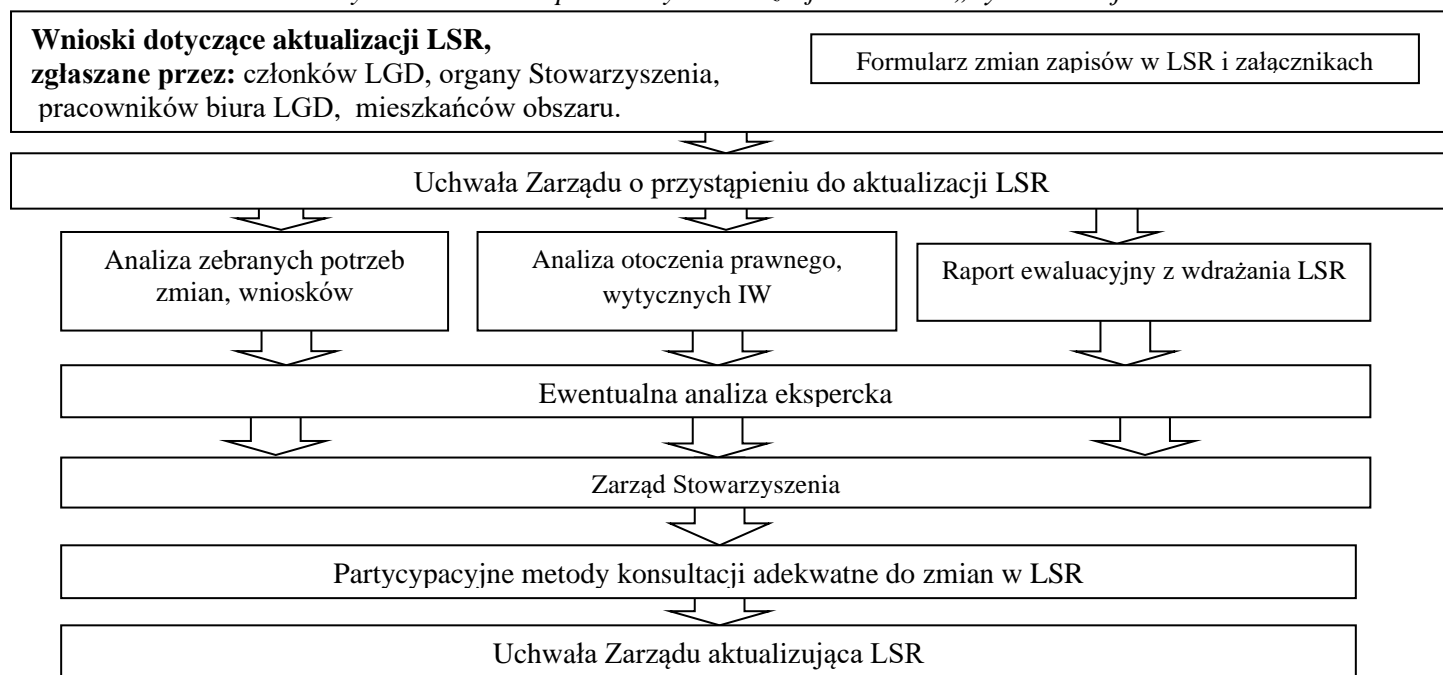 Wnioski dotyczące aktualizacji LSR,
zgłaszane przez: członków LGD, organy Stowarzyszenia,
pracowników biura LGD, mieszkańców obszaru.
Formularz zmian zapisów w LSR i załącznikach
Uchwała Zarządu o przystąpieniu do aktualizacji LSR
Analiza zebranych potrzeb
zmian, wniosków
Analiza otoczenia prawnego,
wytycznych IW
Raport ewaluacyjny z wdrażania LSR
Ewentualna analiza ekspercka
Zarząd Stowarzyszenia
Partycypacyjne metody konsultacji adekwatne do zmian w LSR
Uchwała Zarządu aktualizująca LSR